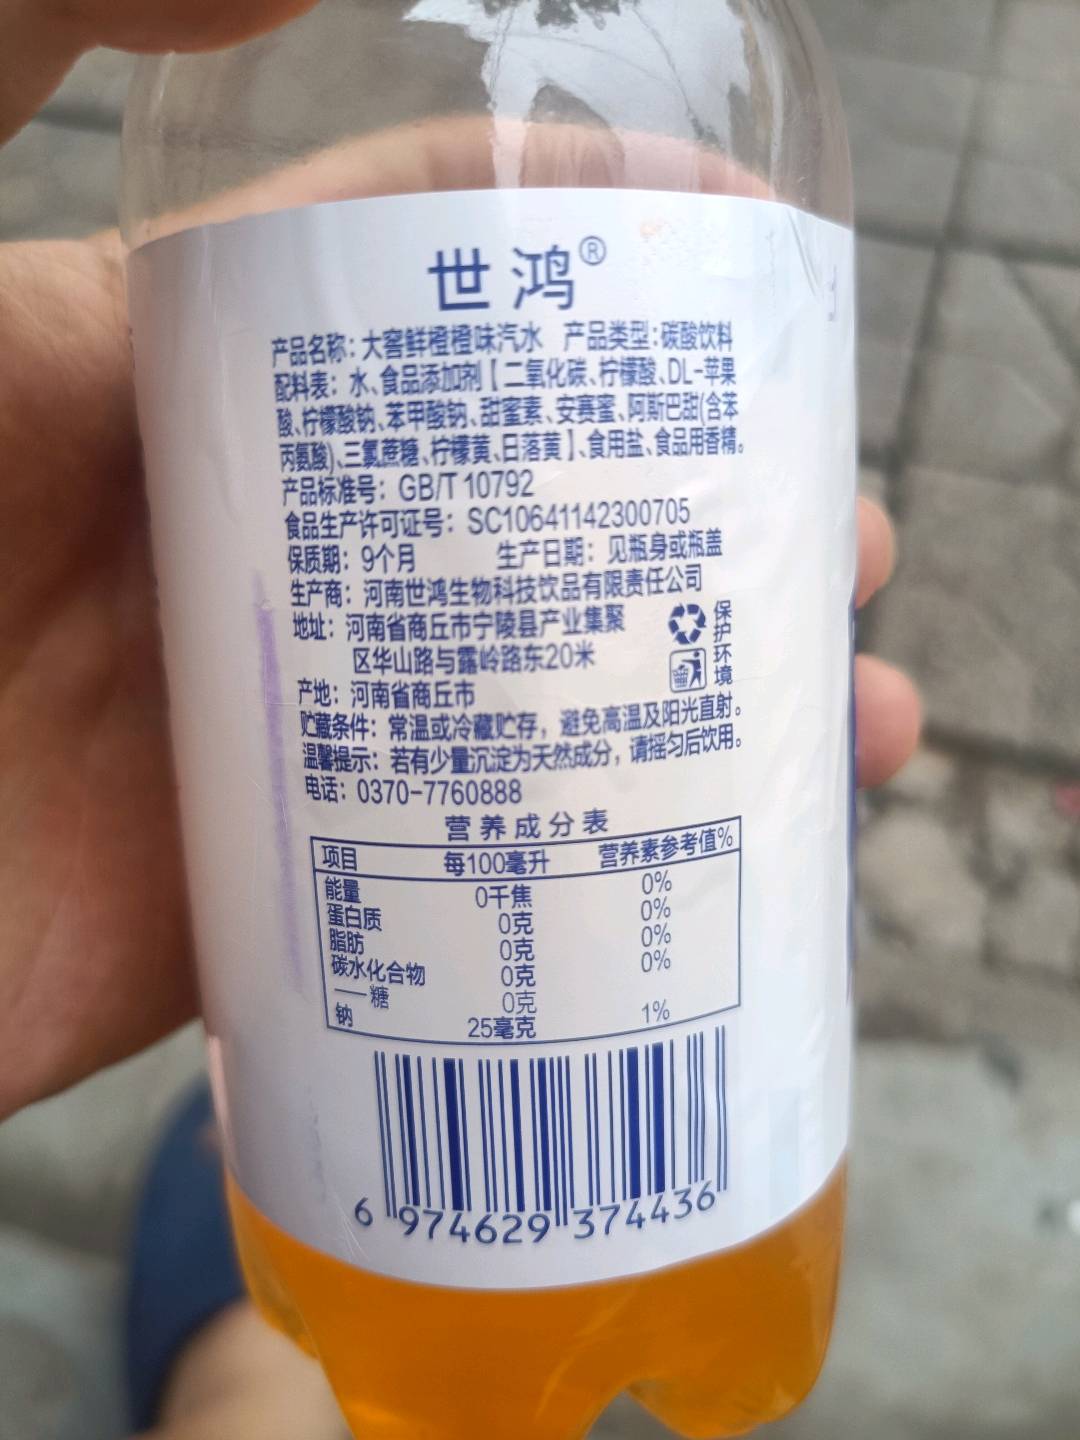 世鸿®
产品名称：大窖鲜橙橙味汽水 产品类型：碳酸饮料
配料表：水、食品添加剂【二氧化碳、柠檬酸、DL-苹果
酸、柠檬酸钠、苯甲酸钠、甜蜜素、安赛蜜、阿斯巴甜(含苯
丙氨酸)、三氯蔗糖、柠檬黄、日落黄】、食用盐、食品用香精。
产品标准号：GB/T 10792
食品生产许可证号：SC10641142300705
保质期：9个月 生产日期：见瓶身或瓶盖
生产商：河南世鸿生物科技饮品有限责任公司
地址：河南省商丘市宁陵县产业集聚
区华山路与露岭路东20米
保护环境
产地：河南省商丘市
贮藏条件：常温或冷藏贮存，避免高温及阳光直射。
温馨提示：若有少量沉淀为天然成分，请摇匀后饮用。
电话：0370-7760888
营养成分表
项目 每100毫升 营养素参考值%
能量 0千焦 0%
蛋白质 0克 0%
脂肪 0克 0%
碳水化合物 0克 0%
——糖 0克
钠 25毫克 1%
6 974629 374436